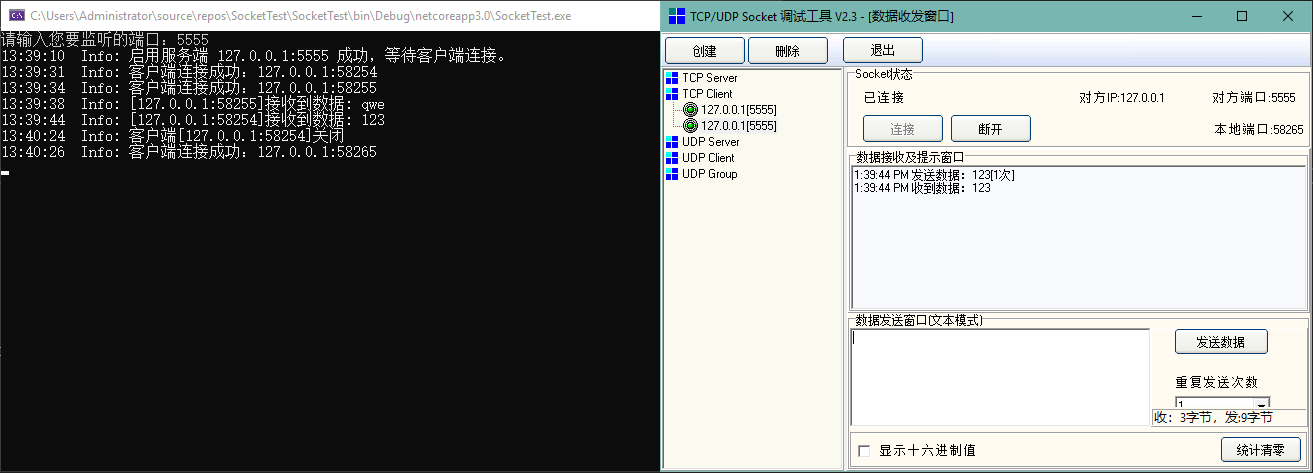 C:\Users\Administrator\source\repos\SocketTest\SocketTest\bin\Debug\netcoreapp3.0\SocketTest.exe
请输入您要监听的端口：5555
13:39:10  Info: 启用服务端 127.0.0.1:5555 成功，等待客户端连接。
13:39:31  Info: 客户端连接成功：127.0.0.1:58254
13:39:34  Info: 客户端连接成功：127.0.0.1:58255
13:39:38  Info: [127.0.0.1:58255]接收到数据: qwe
13:39:44  Info: [127.0.0.1:58254]接收到数据: 123
13:40:24  Info: 客户端[127.0.0.1:58254]关闭
13:40:26  Info: 客户端连接成功：127.0.0.1:58265
TCP/UDP Socket 调试工具 V2.3 - [数据收发窗口]
创建 删除 退出
TCP Server
TCP Client
127.0.0.1[5555]
127.0.0.1[5555]
UDP Server
UDP Client
UDP Group
Socket状态
已连接 对方IP:127.0.0.1 对方端口:5555
连接 断开 本地端口:58265
数据接收及提示窗口
1:39:44 PM 发送数据：123[1次]
1:39:44 PM 收到数据：123
数据发送窗口(文本模式)
发送数据
重复发送次数
1
收：3字节，发:9字节
显示十六进制值 统计清零